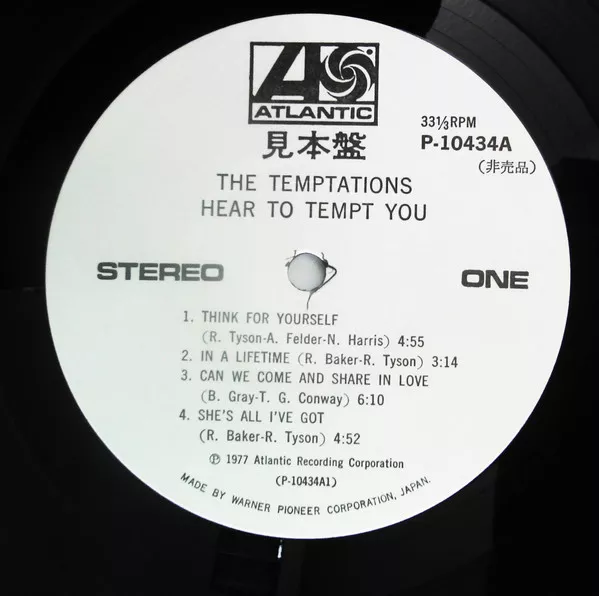 ATLANTIC
見本盤
33⅓RPM
P-10434A
(非売品)
THE TEMPTATIONS
HEAR TO TEMPT YOU
STEREO
ONE
1. THINK FOR YOURSELF
(R. Tyson-A. Felder-N. Harris) 4:55
2. IN A LIFETIME (R. Baker-R. Tyson) 3:14
3. CAN WE COME AND SHARE IN LOVE
(B. Gray-T. G. Conway) 6:10
4. SHE'S ALL I'VE GOT
(R. Baker-R. Tyson) 4:52
℗ 1977 Atlantic Recording Corporation
(P-10434A1)
MADE BY WARNER PIONEER CORPORATION, JAPAN.